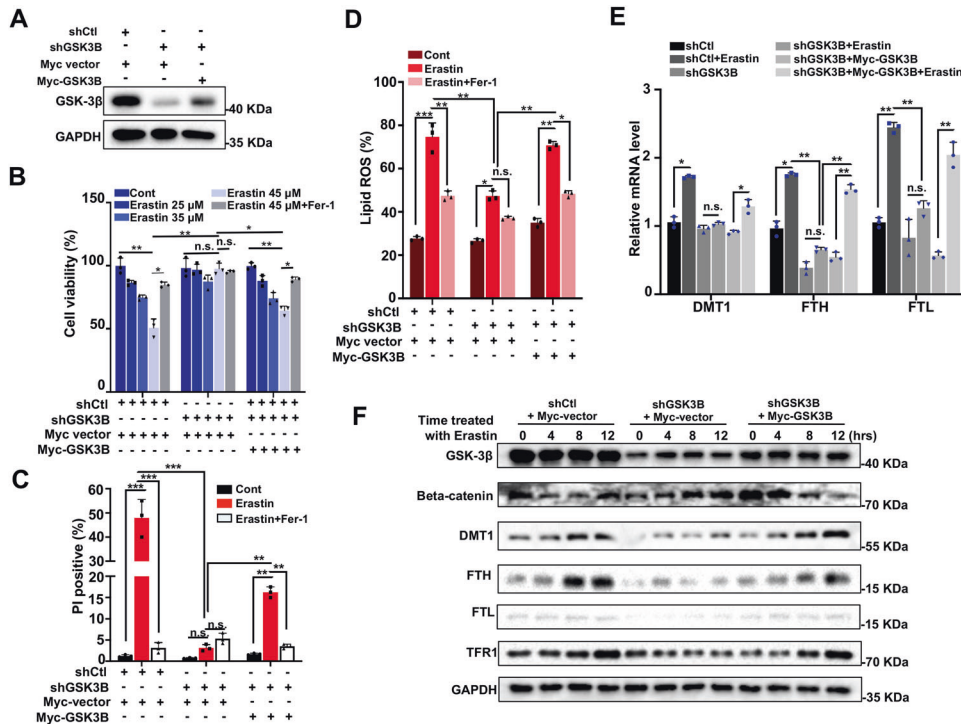 A
shCtl + - -
shGSK3B - + +
Myc vector + + -
Myc-GSK3B - - +
GSK-3β
-40 KDa
GAPDH
-35 KDa
B
Cont
Erastin 25 µM
Erastin 35 µM
Erastin 45 µM
Erastin 45 µM+Fer-1
Cell viability (%)
150
100
50
0
** * ** n.s. n.s. * ** *
shCtl
shGSK3B
Myc vector
Myc-GSK3B
C
Cont
Erastin
Erastin+Fer-1
PI positive (%)
60
50
40
30
20
15
10
5
0
*** *** *** n.s. n.s. ** ** **
shCtl + + + - - - - - -
shGSK3B - - - + + + + + +
Myc-vector + + + + + + - - -
Myc-GSK3B - - - - - - + + +
D
Cont
Erastin
Erastin+Fer-1
Lipid ROS (%)
100
80
60
40
20
0
*** ** ** * n.s. ** ** *
shCtl + + + - - - - - -
shGSK3B - - - + + + + + +
Myc vector + + + + + + - - -
Myc-GSK3B - - - - - - + + +
E
shCtl
shCtl+Erastin
shGSK3B
shGSK3B+Erastin
shGSK3B+Myc-GSK3B
shGSK3B+Myc-GSK3B+Erastin
Relative mRNA level
3
2
1
0
* n.s. * * ** n.s. ** ** ** ** n.s. **
DMT1 FTH FTL
F
shCtl shGSK3B shGSK3B
+ Myc-vector + Myc-vector + Myc-GSK3B
Time treated
with Erastin 0 4 8 12 0 4 8 12 0 4 8 12 (hrs)
GSK-3β
-40 KDa
Beta-catenin
-70 KDa
DMT1
-55 KDa
FTH
-15 KDa
FTL
-15 KDa
TFR1
-70 KDa
GAPDH
-35 KDa